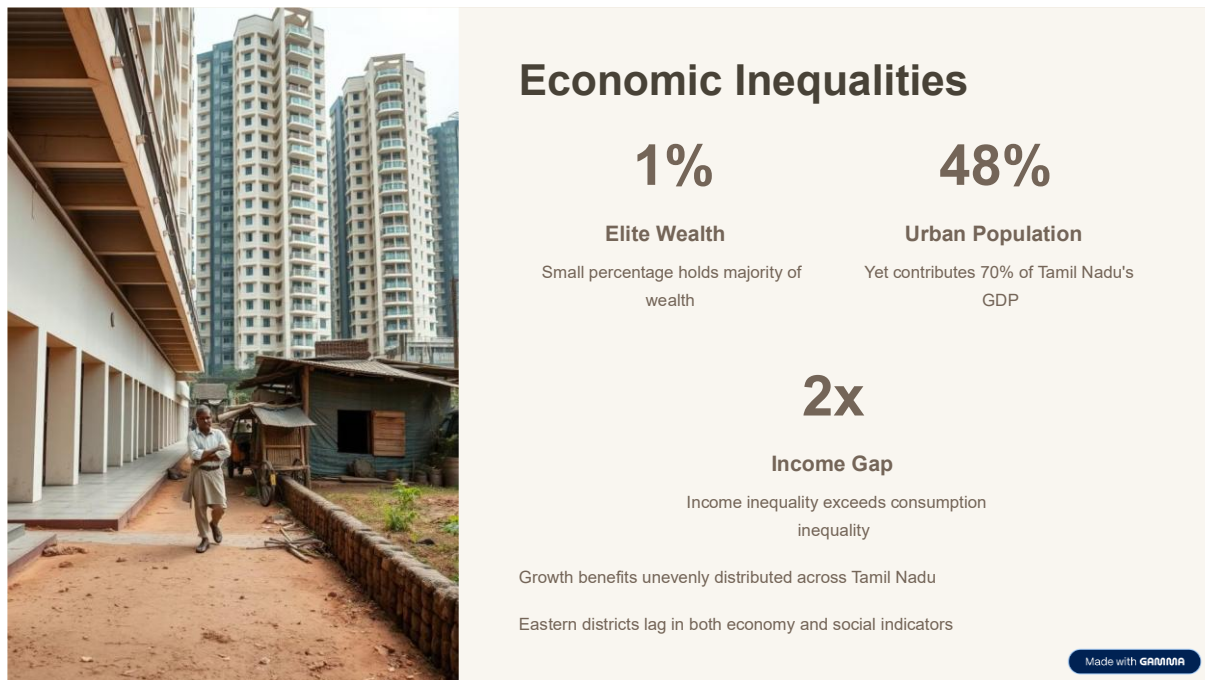 Economic Inequalities
1%
Elite Wealth
Small percentage holds majority of
wealth
48%
Urban Population
Yet contributes 70% of Tamil Nadu's
GDP
2x
Income Gap
Income inequality exceeds consumption
inequality
Growth benefits unevenly distributed across Tamil Nadu
Eastern districts lag in both economy and social indicators
Made with GAMMA